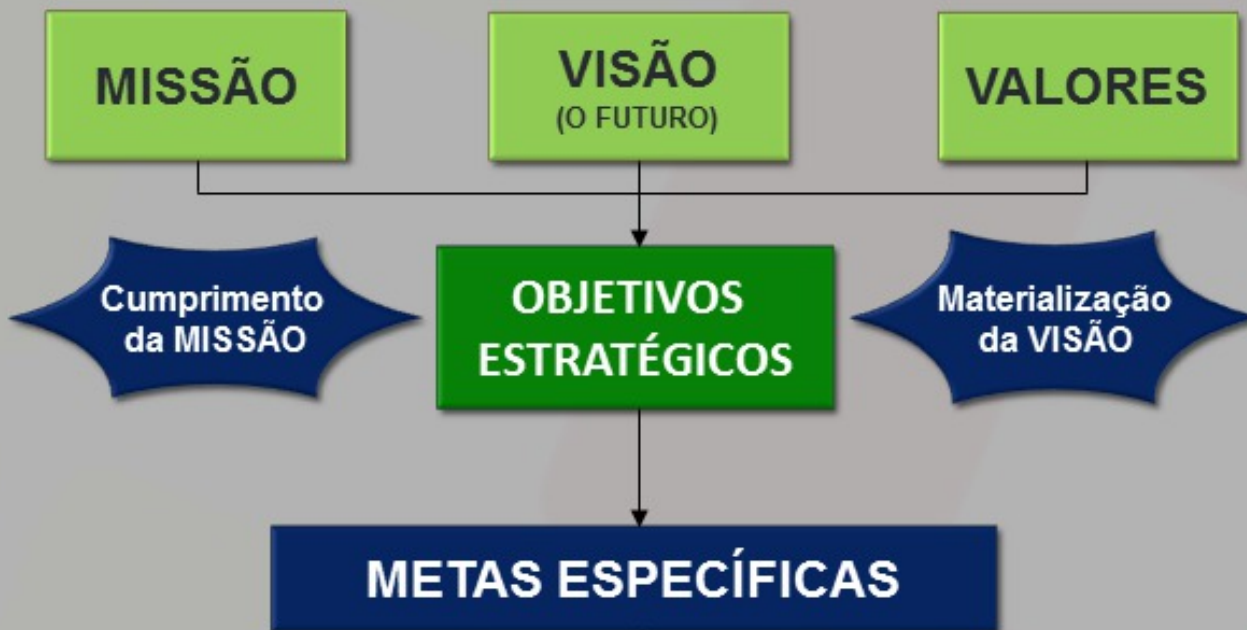 MISSÃO
VISÃO
(O FUTURO)
VALORES
Cumprimento
da MISSÃO
OBJETIVOS
ESTRATÉGICOS
Materialização
da VISÃO
METAS ESPECÍFICAS